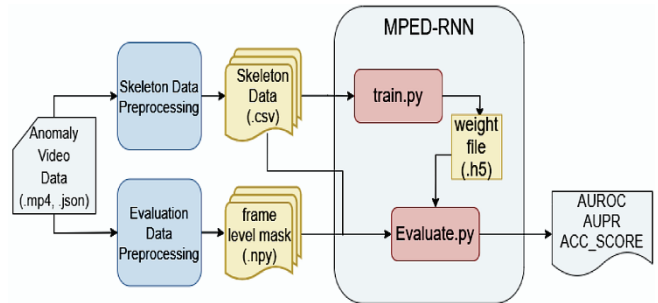 MPED-RNN
Skeleton Data
Preprocessing
Skeleton
Data
(.csv)
train.py
Anomaly
Video
Data
(.mp4, .json)
weight
file
(.h5)
Evaluation
Data
Preprocessing
frame
level mask
(.npy)
Evaluate.py
AUROC
AUPR
ACC_SCORE